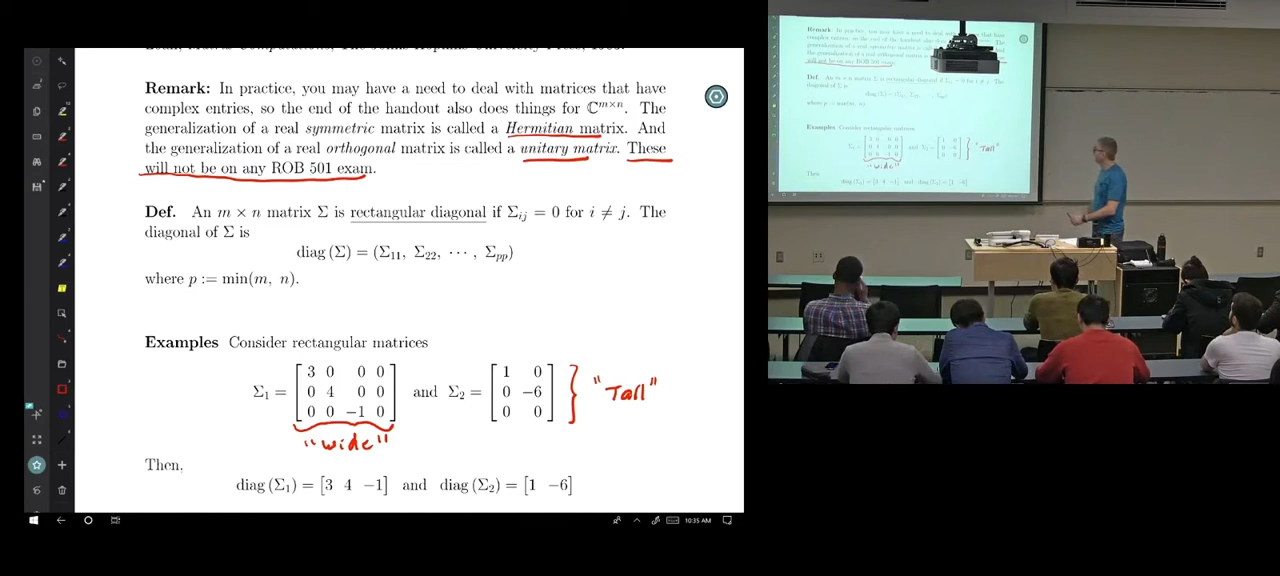 Remark: In practice, you may have a need to deal with matrices that have
complex entries, so the end of the handout also does things for ℂ^{m×n}. The
generalization of a real symmetric matrix is called a Hermitian matrix. And
the generalization of a real orthogonal matrix is called a unitary matrix. These
will not be on any ROB 501 exam.
Def. An m × n matrix Σ is rectangular diagonal if Σ_{ij} = 0 for i ≠ j. The
diagonal of Σ is
diag (Σ) = (Σ_{11}, Σ_{22}, ⋯ , Σ_{pp})
where p := min(m, n).
Examples Consider rectangular matrices
Σ_1 = [3 0 0 0
0 4 0 0
0 0 −1 0] and Σ_2 = [1 0
0 −6
0 0] "Tall"
"wide"
Then,
diag (Σ_1) = [3 4 −1] and diag (Σ_2) = [1 −6]
10:35 AM